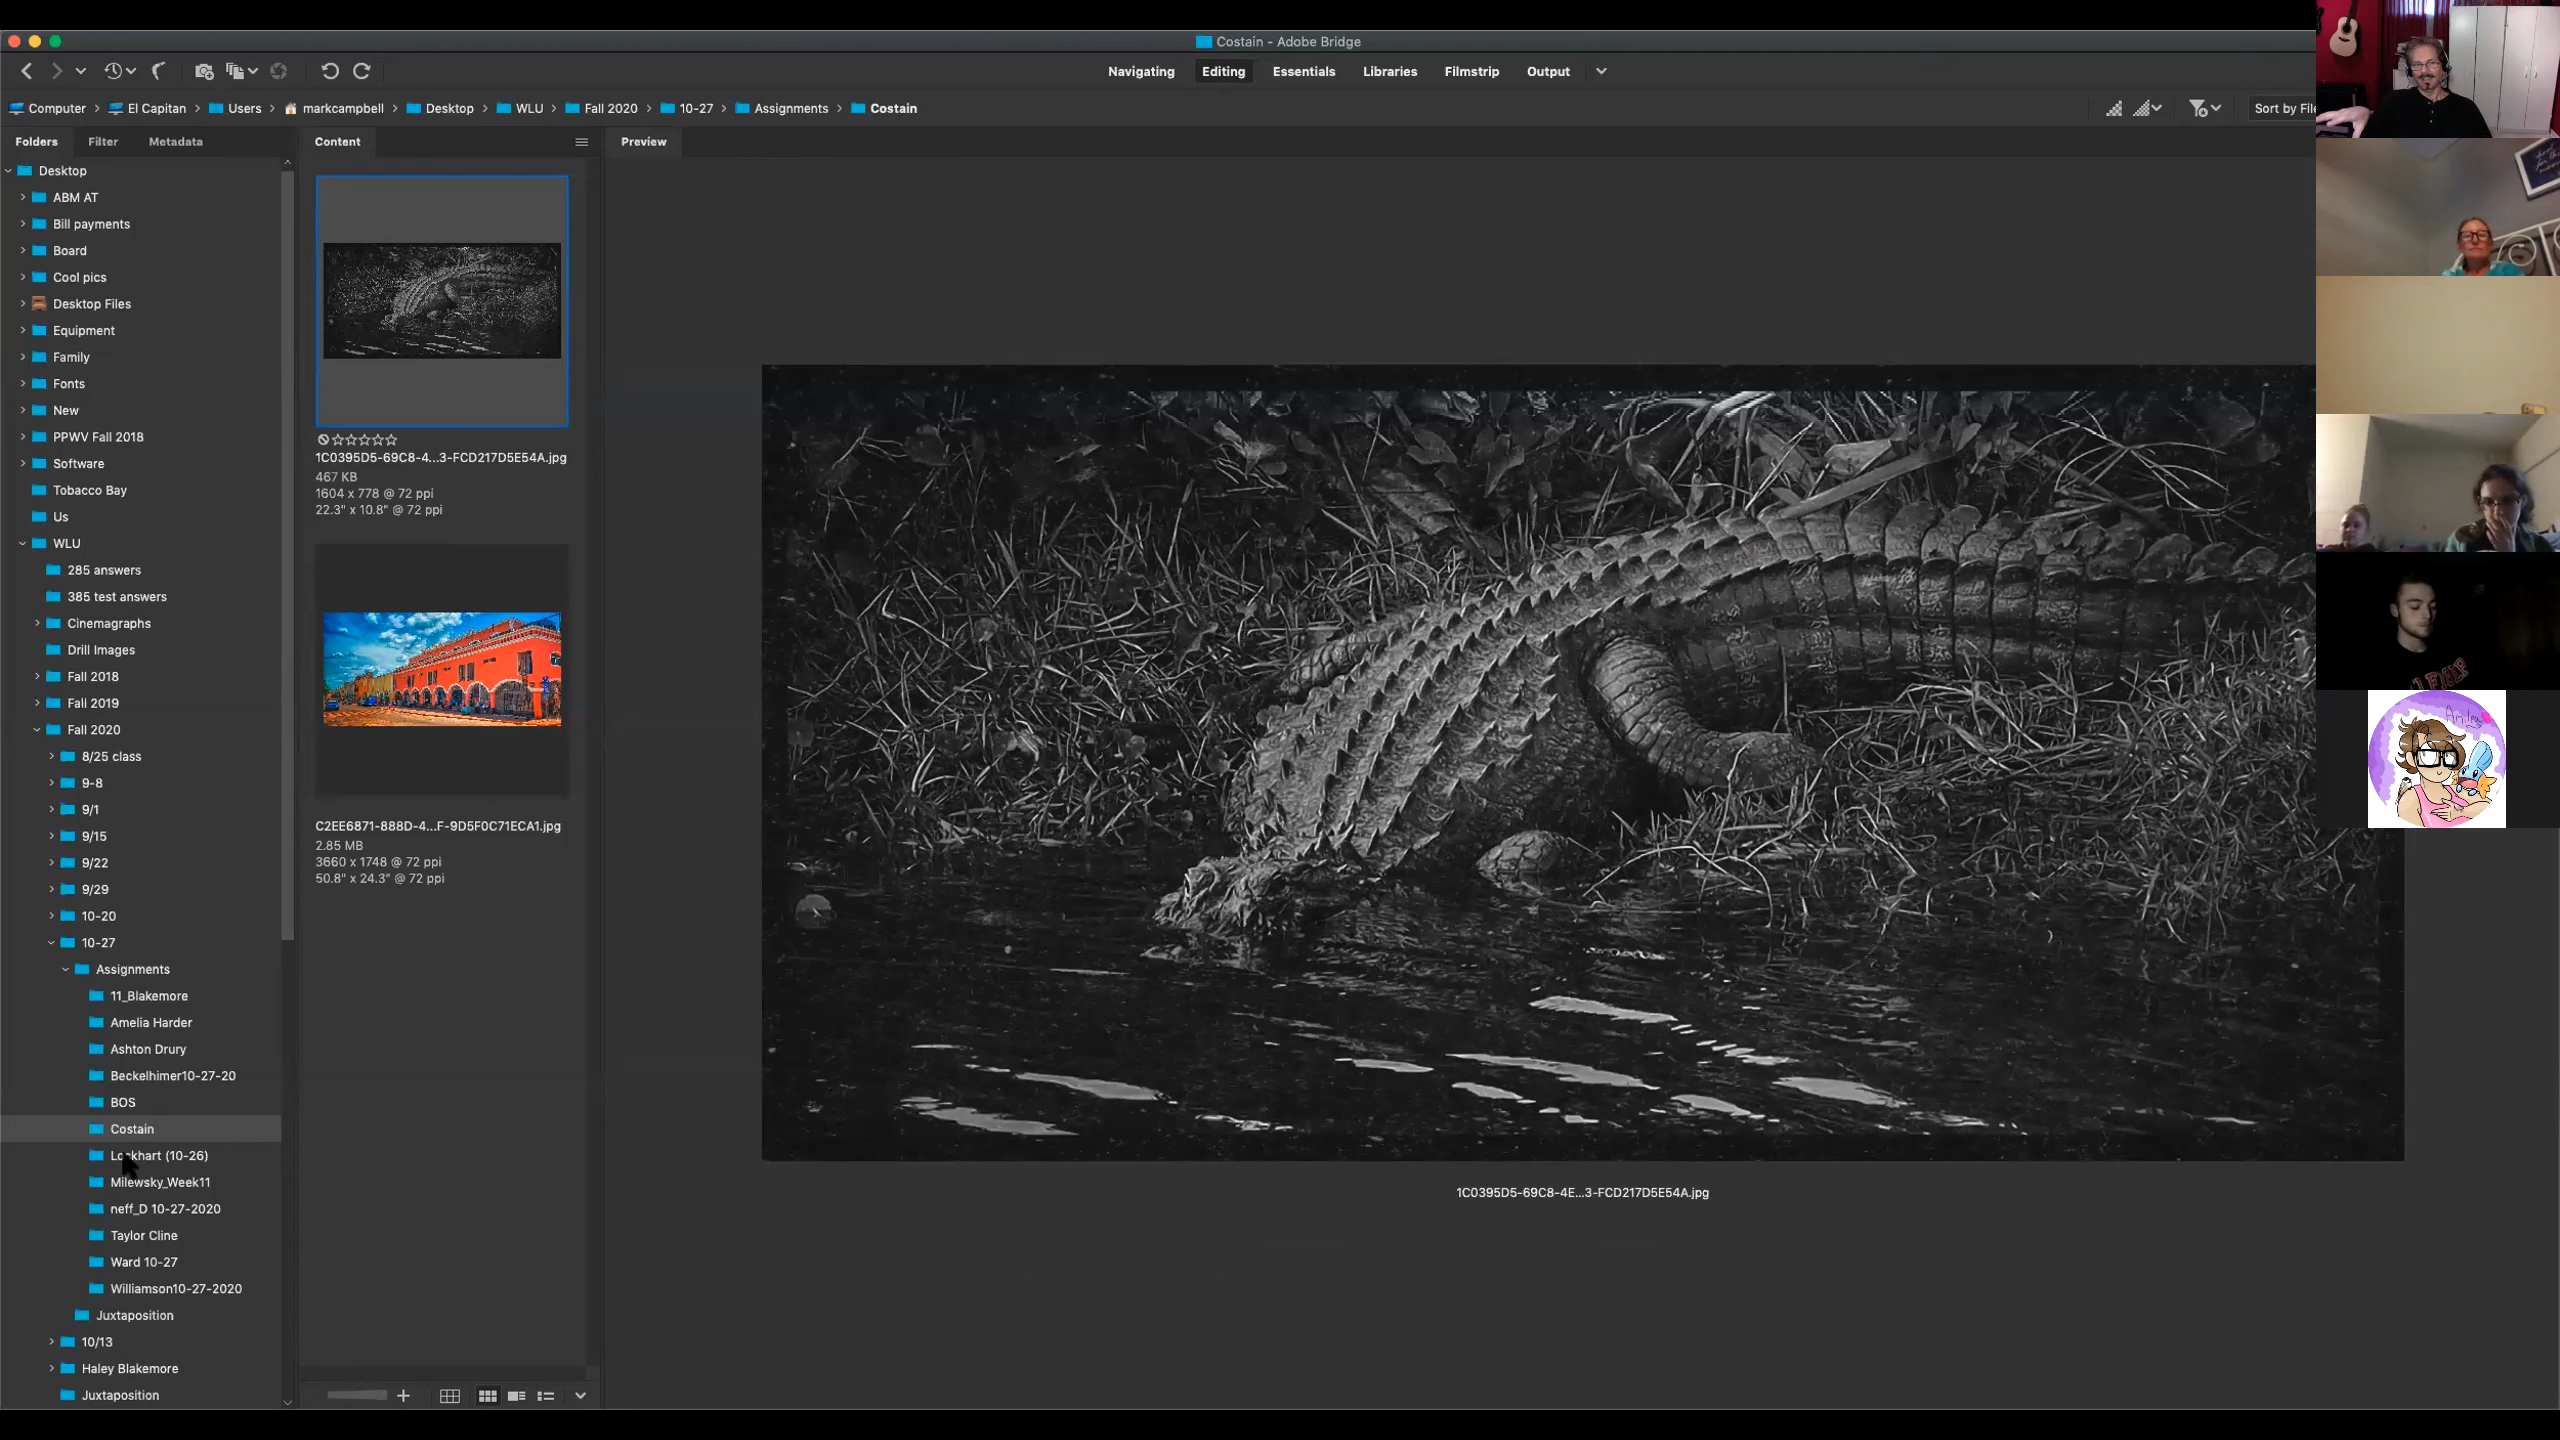 Costain - Adobe Bridge
Navigating
Editing
Essentials
Libraries
Filmstrip
Output
Computer
El Capitan
Users
markcampbell
Desktop
WLU
Fall 2020
10-27
Assignments
Costain
Sort by File
Folders
Filter
Metadata
Content
Preview
Desktop
ABM AT
Bill payments
Board
Cool pics
Desktop Files
Equipment
Family
Fonts
New
PPWV Fall 2018
Software
Tobacco Bay
Us
WLU
285 answers
385 test answers
Cinemagraphs
Drill Images
Fall 2018
Fall 2019
Fall 2020
8/25 class
9-8
9/1
9/15
9/22
9/29
10-20
10-27
Assignments
11_Blakemore
Amelia Harder
Ashton Drury
Beckelhimer10-27-20
BOS
Costain
Lockhart (10-26)
Milewsky_Week11
neff_D 10-27-2020
Taylor Cline
Ward 10-27
Williamson10-27-2020
Juxtaposition
10/13
Haley Blakemore
Juxtaposition
1C0395D5-69C8-4...3-FCD217D5E54A.jpg
467 KB
1604 x 778 @ 72 ppi
22.3" x 10.8" @ 72 ppi
C2EE6871-888D-4...F-9D5F0C71ECA1.jpg
2.85 MB
3660 x 1748 @ 72 ppi
50.8" x 24.3" @ 72 ppi
1C0395D5-69C8-4E...3-FCD217D5E54A.jpg